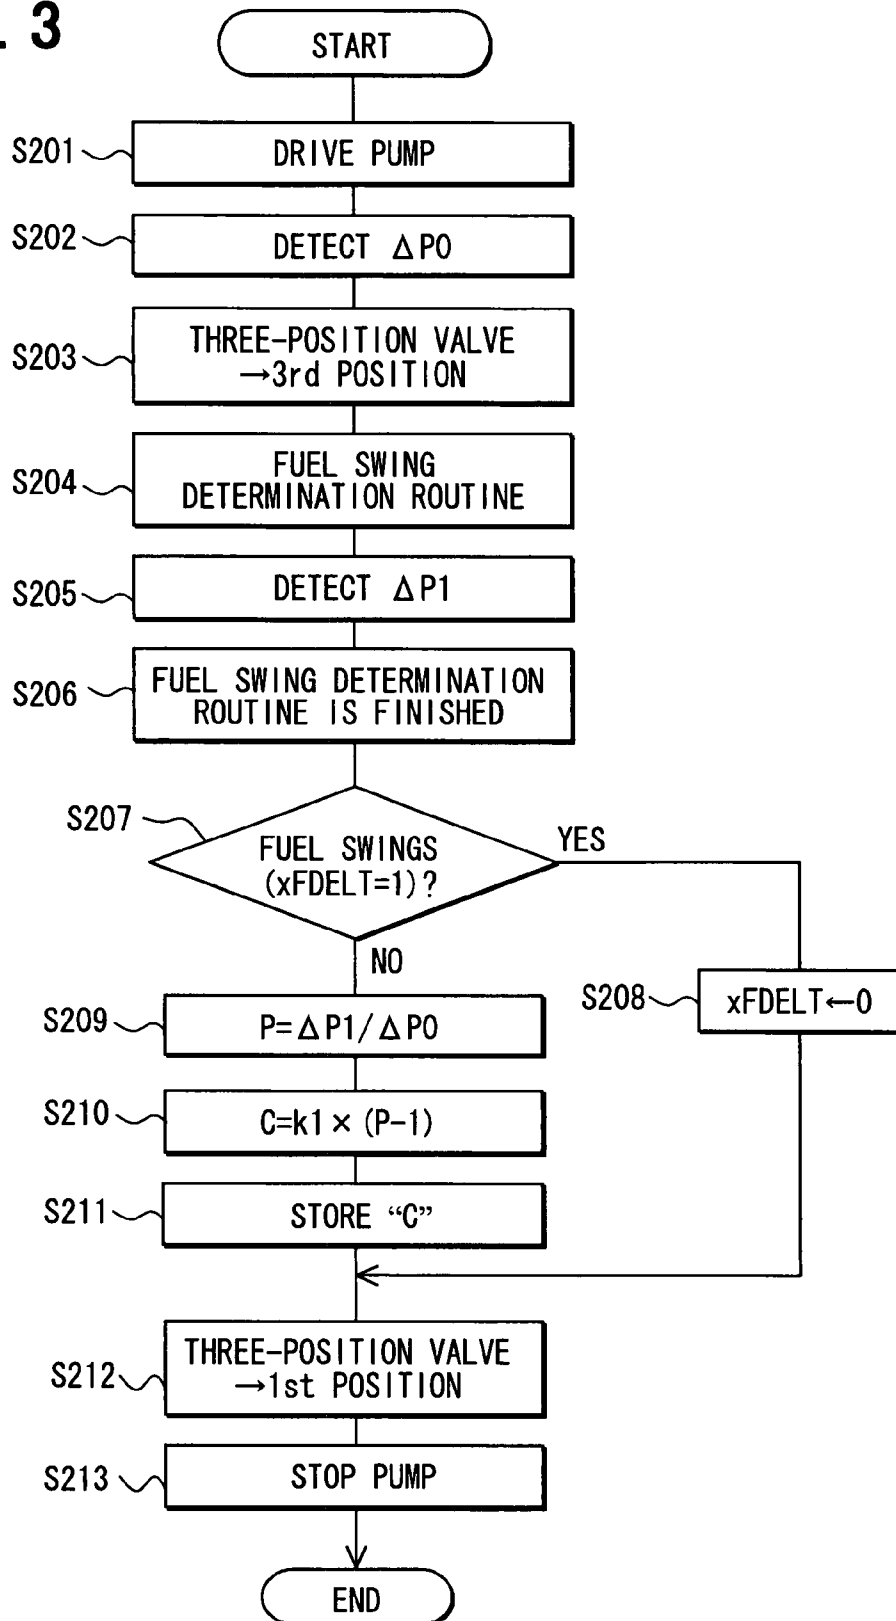 . 3
START
S201
DRIVE PUMP
S202
DETECT ΔP0
S203
THREE-POSITION VALVE
→3rd POSITION
S204
FUEL SWING
DETERMINATION ROUTINE
S205
DETECT ΔP1
S206
FUEL SWING DETERMINATION
ROUTINE IS FINISHED
S207
FUEL SWINGS
(xFDELT=1)?
YES
NO
S208
xFDELT←0
S209
P=ΔP1/ΔP0
S210
C=k1×(P-1)
S211
STORE “C”
S212
THREE-POSITION VALVE
→1st POSITION
S213
STOP PUMP
END